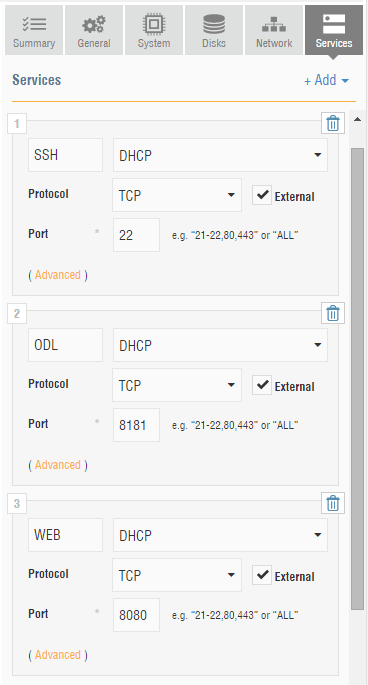 Summary General System Disks Network Services
Services + Add
1
SSH DHCP
Protocol TCP External
Port * 22 e.g. "21-22,80,443" or "ALL"
( Advanced )
2
ODL DHCP
Protocol TCP External
Port * 8181 e.g. "21-22,80,443" or "ALL"
( Advanced )
3
WEB DHCP
Protocol TCP External
Port * 8080 e.g. "21-22,80,443" or "ALL"
( Advanced )